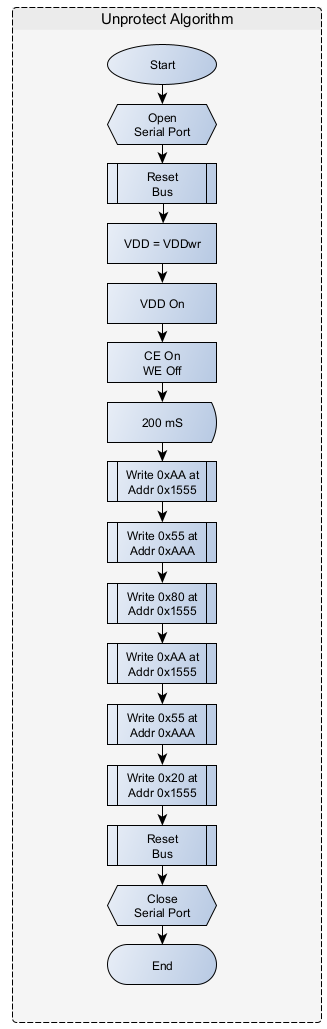 Unprotect Algorithm
Start
Open
Serial Port
Reset
Bus
VDD = VDDwr
VDD On
CE On
WE Off
200 mS
Write 0xAA at
Addr 0x1555
Write 0x55 at
Addr 0xAAA
Write 0x80 at
Addr 0x1555
Write 0xAA at
Addr 0x1555
Write 0x55 at
Addr 0xAAA
Write 0x20 at
Addr 0x1555
Reset
Bus
Close
Serial Port
End